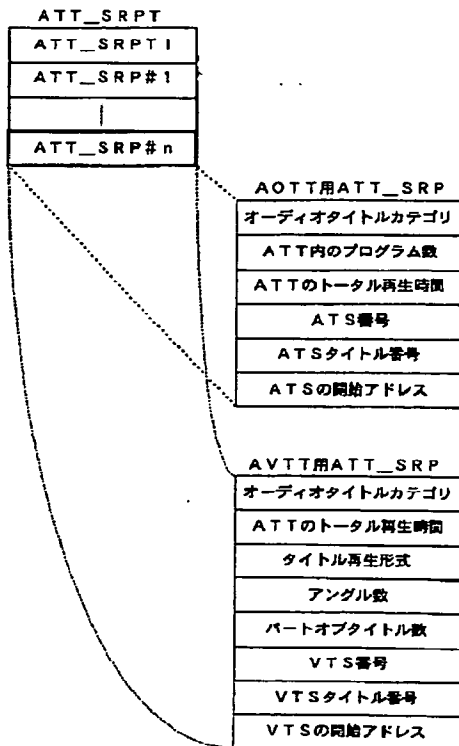 ATT_SRPT
ATT_SRPTI
ATT_SRP#1
|
ATT_SRP#n
AOTT用ATT_SRP
オーディオタイトルカテゴリ
ATT内のプログラム数
ATTのトータル再生時間
ATS番号
ATSタイトル番号
ATSの開始アドレス
AVTT用ATT_SRP
オーディオタイトルカテゴリ
ATTのトータル再生時間
タイトル再生形式
アングル数
パートオブタイトル数
VTS番号
VTSタイトル番号
VTSの開始アドレス